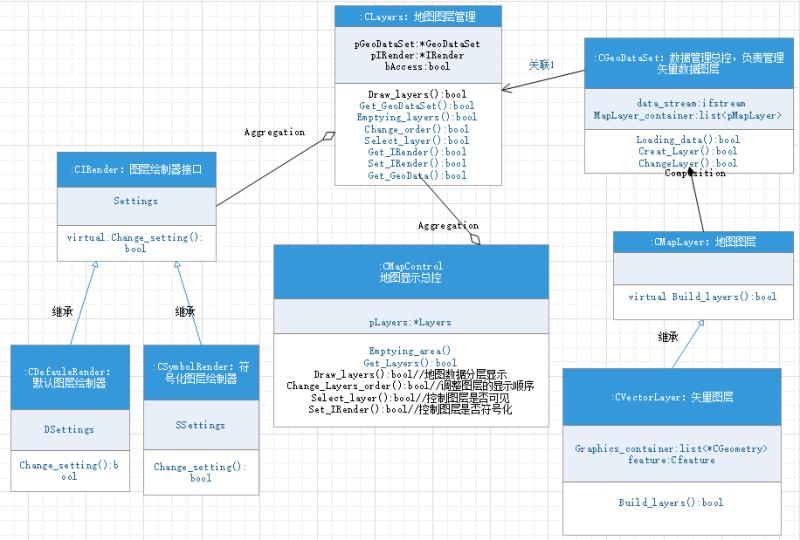 :CLayers: 地图图层管理
pGeoDataSet:*GeoDataSet
pIRender:*IRender
bAccess:bool
Draw_layers():bool
Get_GeoDataSet():bool
Emptying_layers():bool
Change_order():bool
Select_layer():bool
Get_IRender():bool
Set_IRender():bool
Get_GeoData():bool
关联1
:CGeoDataSet: 数据管理总控，负责管理
矢量数据图层
data_stream:ifstream
MapLayer_container:list<pMapLayer>
Loading_data():bool
Creat_Layer():bool
ChangeLayer():bool
Composition
Aggregation
:CIRender: 图层绘制器接口
Settings
virtual:Change_setting():
bool
Aggregation
:CMapControl
地图显示总控
pLayers:*Layers
Emptying_area()
Get_Layers():bool
Draw_layers():bool//地图数据分层显示
Change_Layers_order():bool//调整图层的显示顺序
Select_layer():bool//控制图层是否可见
Set_IRender():bool//控制图层是否符号化
:CMapLayer: 地图图层
virtual Build_layers():bool
继承
继承
继承
:CDefauleRender:
默认图层绘制器
DSettings
Change_setting():b
ool
:CSymbolRender: 符
号化图层绘制器
SSettings
Change_setting():
bool
:CVectorLayer: 矢量图层
Graphics_container:list<*CGeometry>
feature:Cfeature
Build_layers():bool